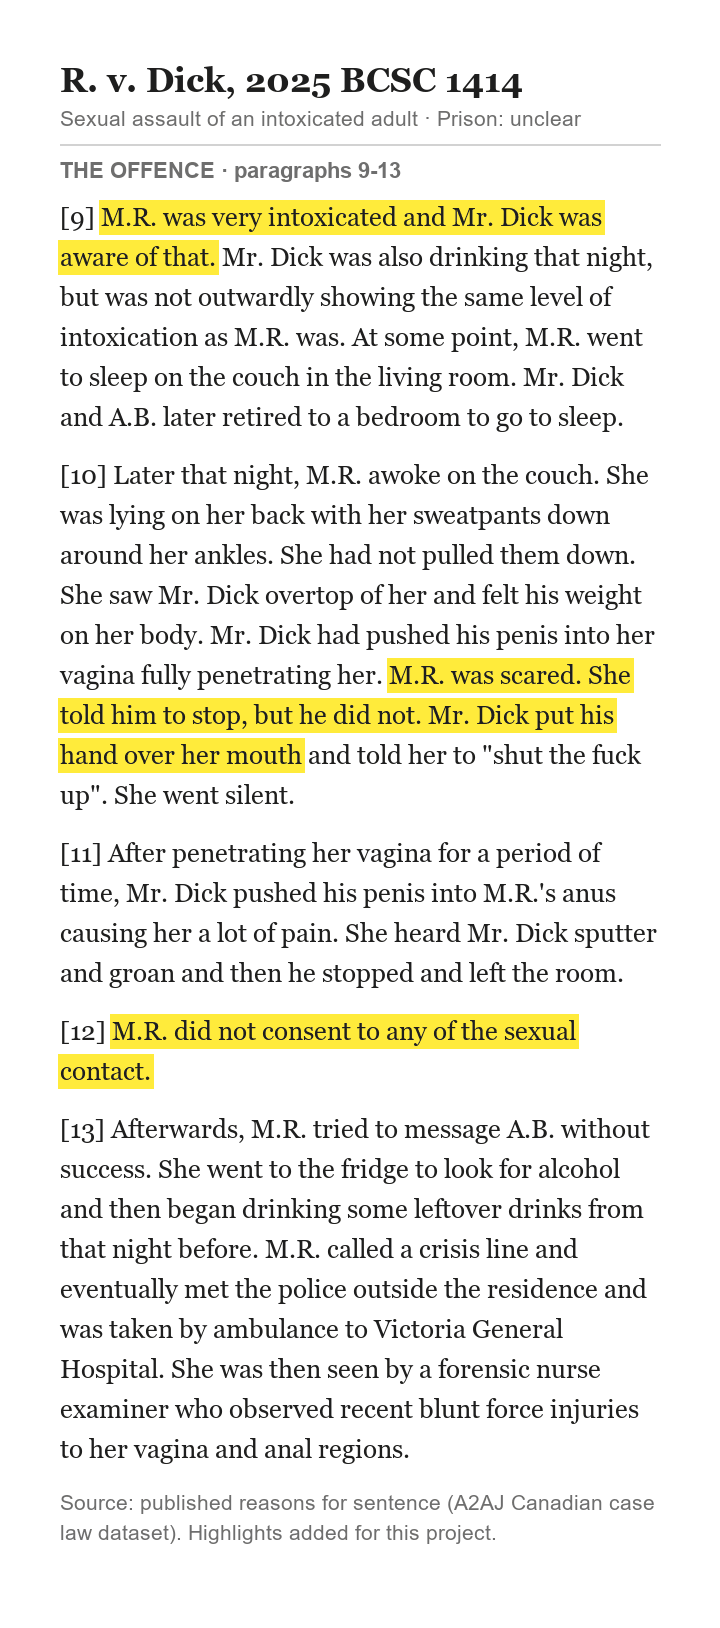 R. v. Dick, 2025 BCSC 1414
Sexual assault of an intoxicated adult · Prison: unclear
THE OFFENCE · paragraphs 9-13
[9] M.R. was very intoxicated and Mr. Dick was
aware of that. Mr. Dick was also drinking that night,
but was not outwardly showing the same level of
intoxication as M.R. was. At some point, M.R. went
to sleep on the couch in the living room. Mr. Dick
and A.B. later retired to a bedroom to go to sleep.
[10] Later that night, M.R. awoke on the couch. She
was lying on her back with her sweatpants down
around her ankles. She had not pulled them down.
She saw Mr. Dick overtop of her and felt his weight
on her body. Mr. Dick had pushed his penis into her
vagina fully penetrating her. M.R. was scared. She
told him to stop, but he did not. Mr. Dick put his
hand over her mouth and told her to "shut the fuck
up". She went silent.
[11] After penetrating her vagina for a period of
time, Mr. Dick pushed his penis into M.R.'s anus
causing her a lot of pain. She heard Mr. Dick sputter
and groan and then he stopped and left the room.
[12] M.R. did not consent to any of the sexual
contact.
[13] Afterwards, M.R. tried to message A.B. without
success. She went to the fridge to look for alcohol
and then began drinking some leftover drinks from
that night before. M.R. called a crisis line and
eventually met the police outside the residence and
was taken by ambulance to Victoria General
Hospital. She was then seen by a forensic nurse
examiner who observed recent blunt force injuries
to her vagina and anal regions.
Source: published reasons for sentence (A2AJ Canadian case
law dataset). Highlights added for this project.